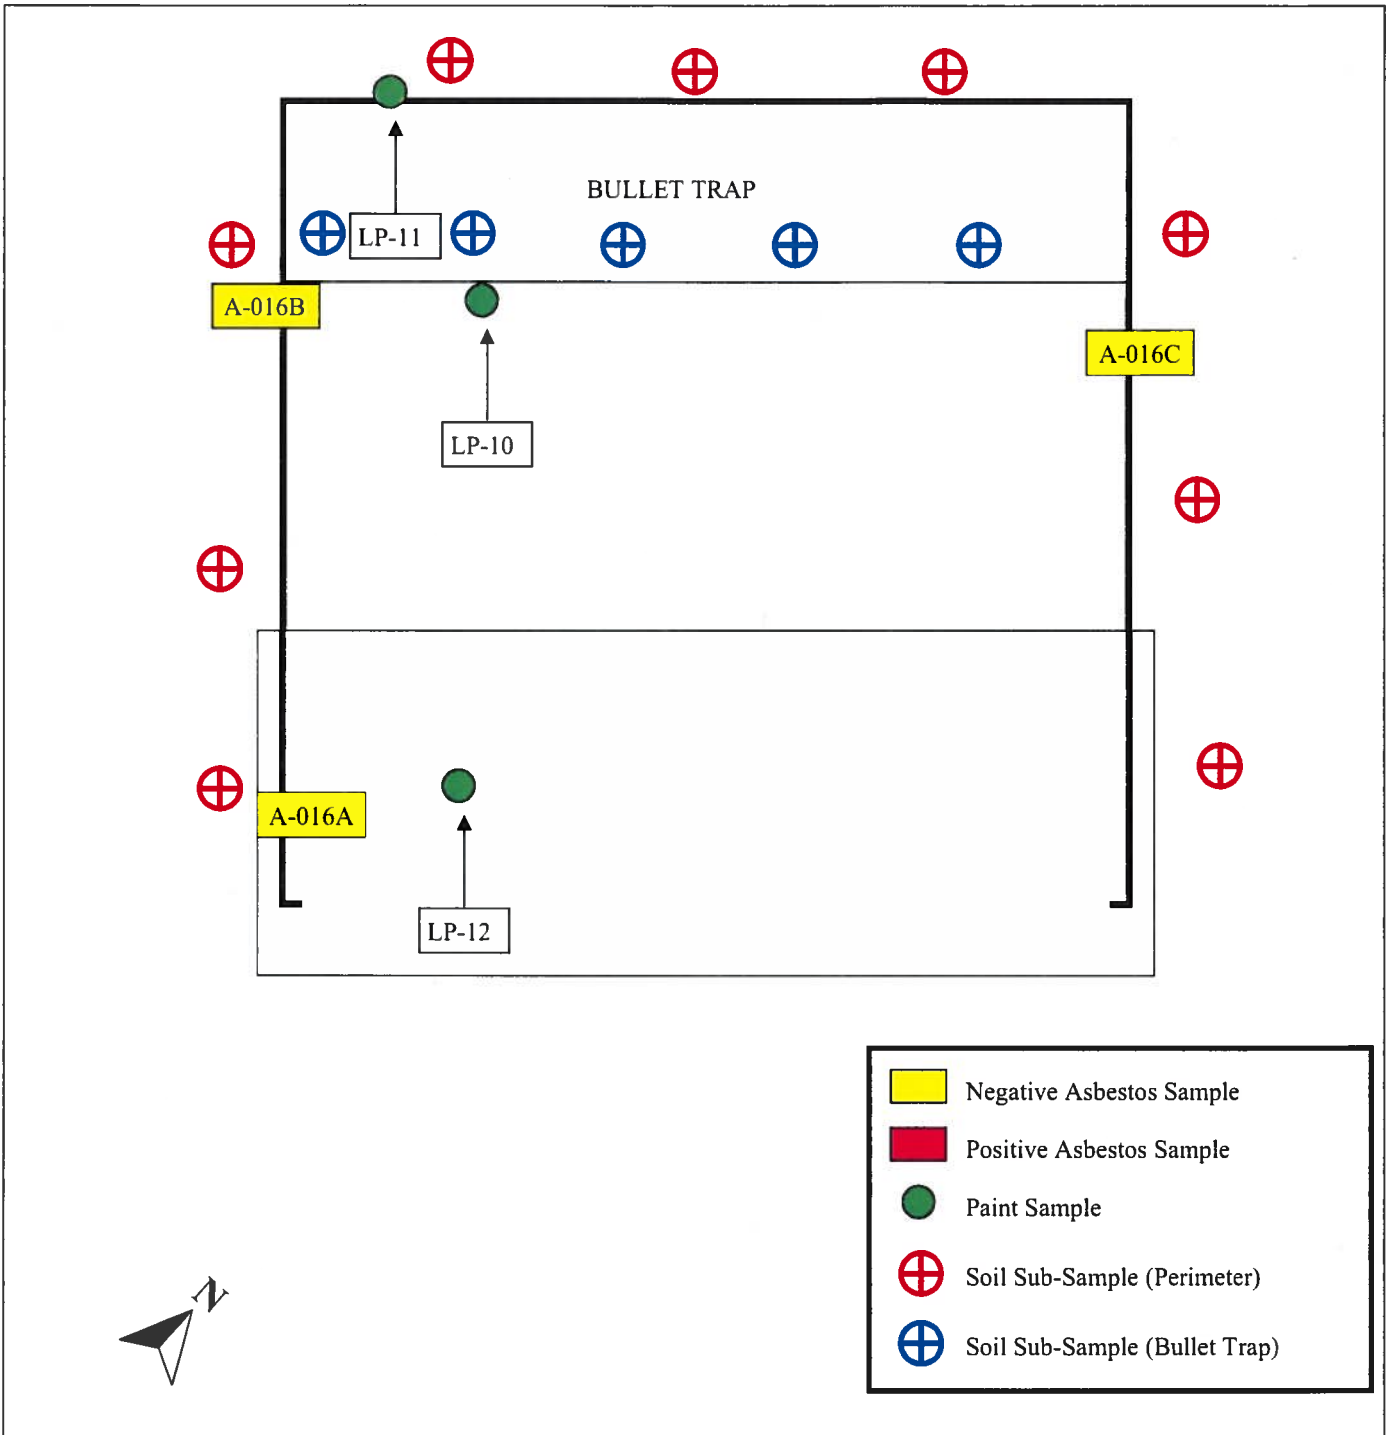 BULLET TRAP
LP-11
A-016B
A-016C
LP-10
A-016A
LP-12
Negative Asbestos Sample
Positive Asbestos Sample
Paint Sample
Soil Sub-Sample (Perimeter)
Soil Sub-Sample (Bullet Trap)
N